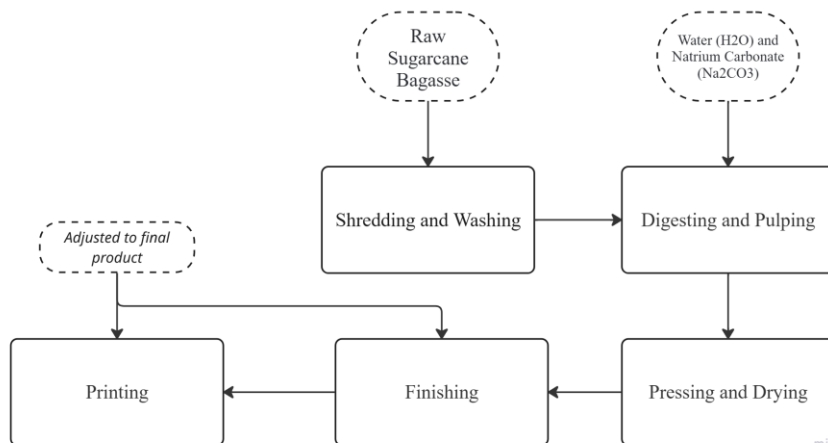 Raw
Sugarcane
Bagasse
Water (H2O) and
Natrium Carbonate
(Na2CO3)
Shredding and Washing
Digesting and Pulping
Adjusted to final
product
Printing
Finishing
Pressing and Drying